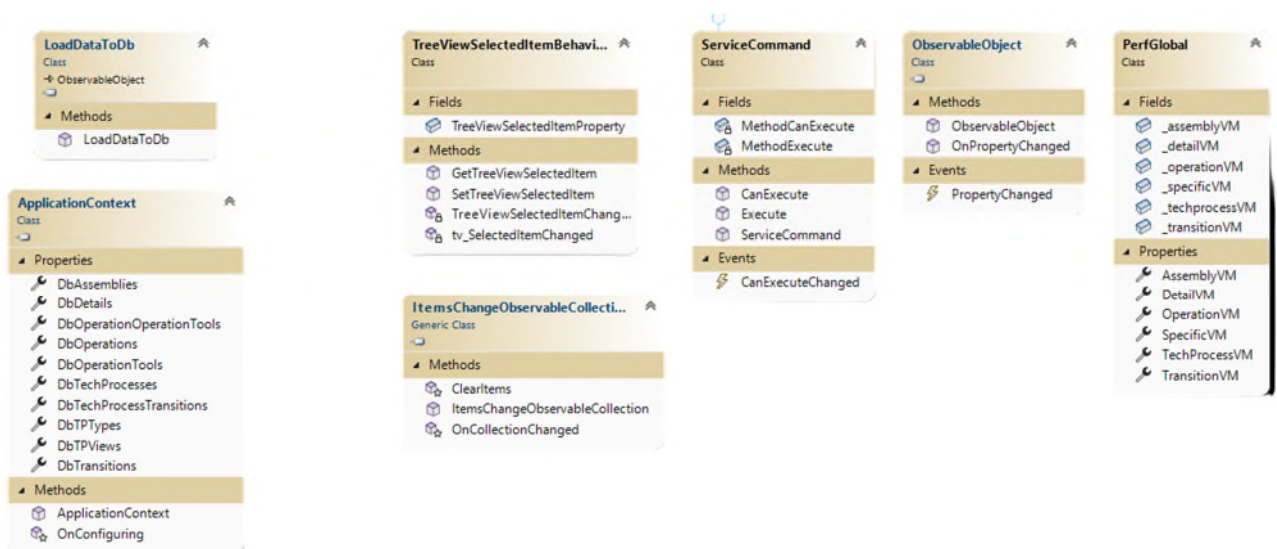 LoadDataToDb
Class
ObservableObject
Methods
LoadDataToDb
ApplicationContext
Class
Properties
DbAssemblies
DbDetails
DbOperationOperationTools
DbOperations
DbOperationTools
DbTechProcesses
DbTechProcessTransitions
DbTPTypes
DbTPViews
DbTransitions
Methods
ApplicationContext
OnConfiguring
TreeViewSelectedItemBehavi...
Class
Fields
TreeViewSelectedItemProperty
Methods
GetTreeViewSelectedItem
SetTreeViewSelectedItem
TreeViewSelectedItemChang...
tv_SelectedItemChanged
ItemsChangeObservableCollecti...
Generic Class
Methods
ClearItems
ItemsChangeObservableCollection
OnCollectionChanged
ServiceCommand
Class
Fields
MethodCanExecute
MethodExecute
Methods
CanExecute
Execute
ServiceCommand
Events
CanExecuteChanged
ObservableObject
Class
Methods
ObservableObject
OnPropertyChanged
Events
PropertyChanged
PerfGlobal
Class
Fields
_assemblyVM
_detailVM
_operationVM
_specificVM
_techprocessVM
_transitionVM
Properties
AssemblyVM
DetailVM
OperationVM
SpecificVM
TechProcessVM
TransitionVM